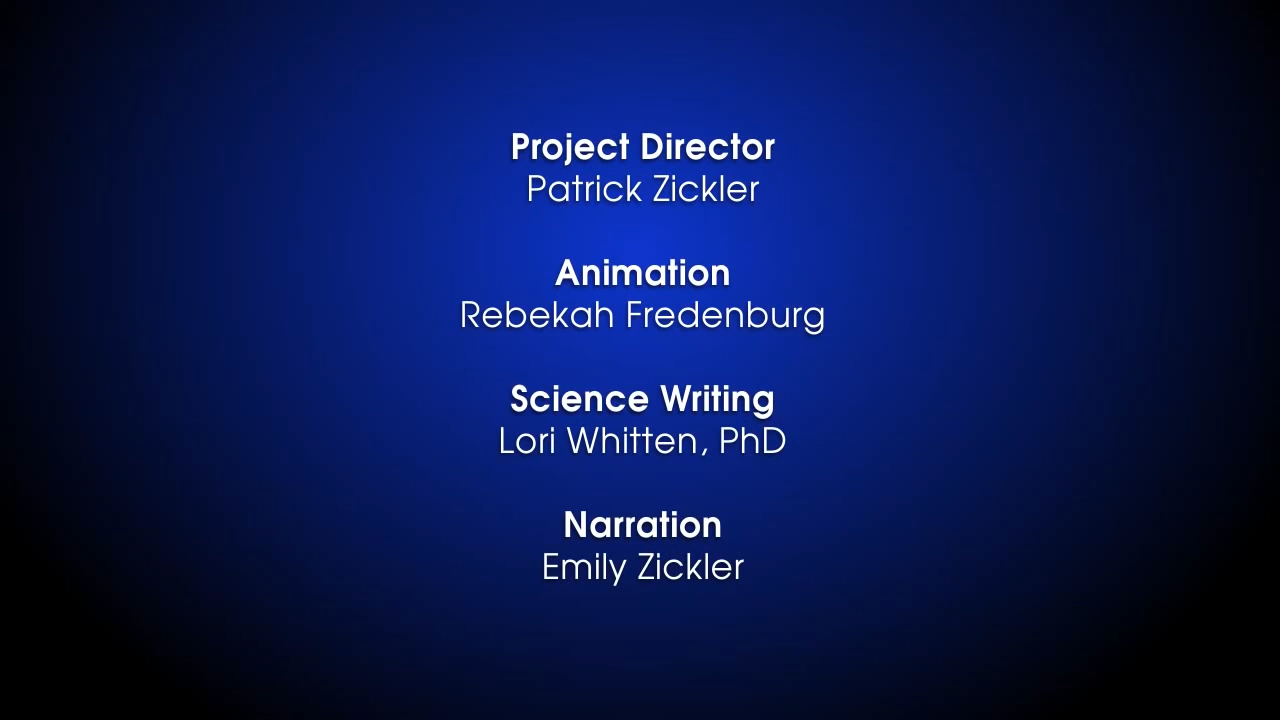 Project Director
Patrick Zickler
Animation
Rebekah Fredenburg
Science Writing
Lori Whitten, PhD
Narration
Emily Zickler